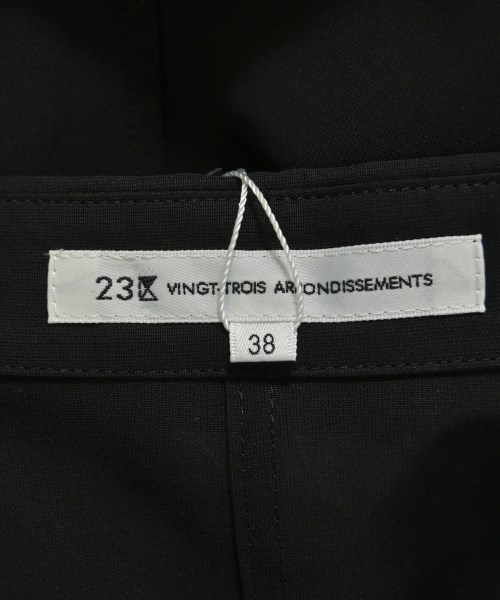 23区 VINGT-TROIS ARRONDISSEMENTS
38